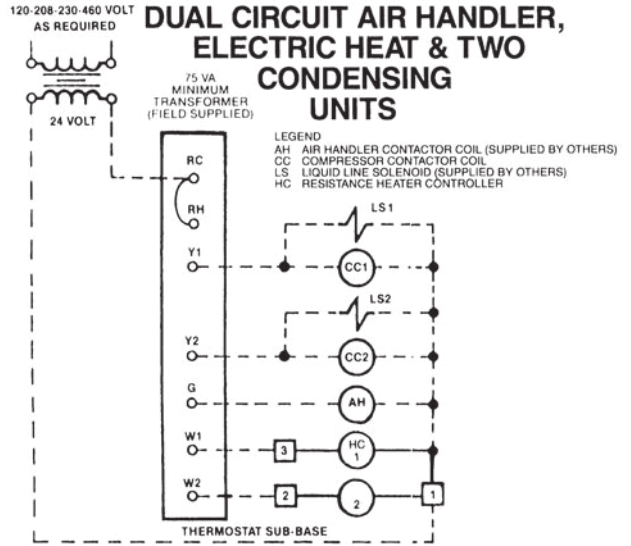 120-208-230-460 VOLT
AS REQUIRED
DUAL CIRCUIT AIR HANDLER,
ELECTRIC HEAT & TWO
CONDENSING
UNITS
24 VOLT
75 VA
MINIMUM
TRANSFORMER
(FIELD SUPPLIED)
LEGEND
AH AIR HANDLER CONTACTOR COIL (SUPPLIED BY OTHERS)
CC COMPRESSOR CONTACTOR COIL
LS LIQUID LINE SOLENOID (SUPPLIED BY OTHERS)
HC RESISTANCE HEATER CONTROLLER
RC
RH
LS1
Y1
CC1
LS2
Y2
CC2
G
AH
W1
3
HC
1
W2
2
2
1
THERMOSTAT SUB-BASE